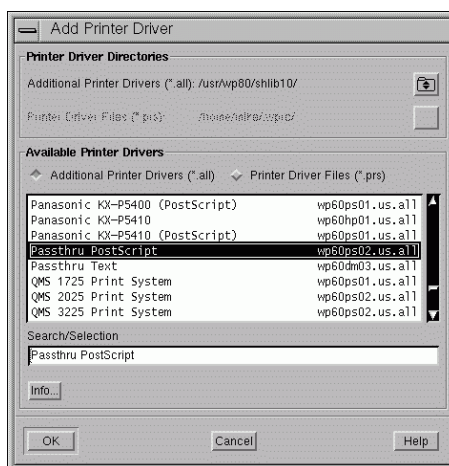 Add Printer Driver
Printer Driver Directories
Additional Printer Drivers (*.all): /usr/wp80/shlib10/
Printer Driver Files (*.prs):
Available Printer Drivers
Additional Printer Drivers (*.all) Printer Driver Files (*.prs)
Panasonic KX-P5400 (PostScript) wp60ps01.us.all
Panasonic KX-P5410 wp60hp01.us.all
Panasonic KX-P5410 (PostScript) wp60ps01.us.all
Passthru PostScript wp60ps02.us.all
Passthru Text wp60dm03.us.all
QMS 1725 Print System wp60ps01.us.all
QMS 2025 Print System wp60ps02.us.all
QMS 3225 Print System wp60ps02.us.all
Search/Selection
Passthru PostScript
Info...
OK Cancel Help